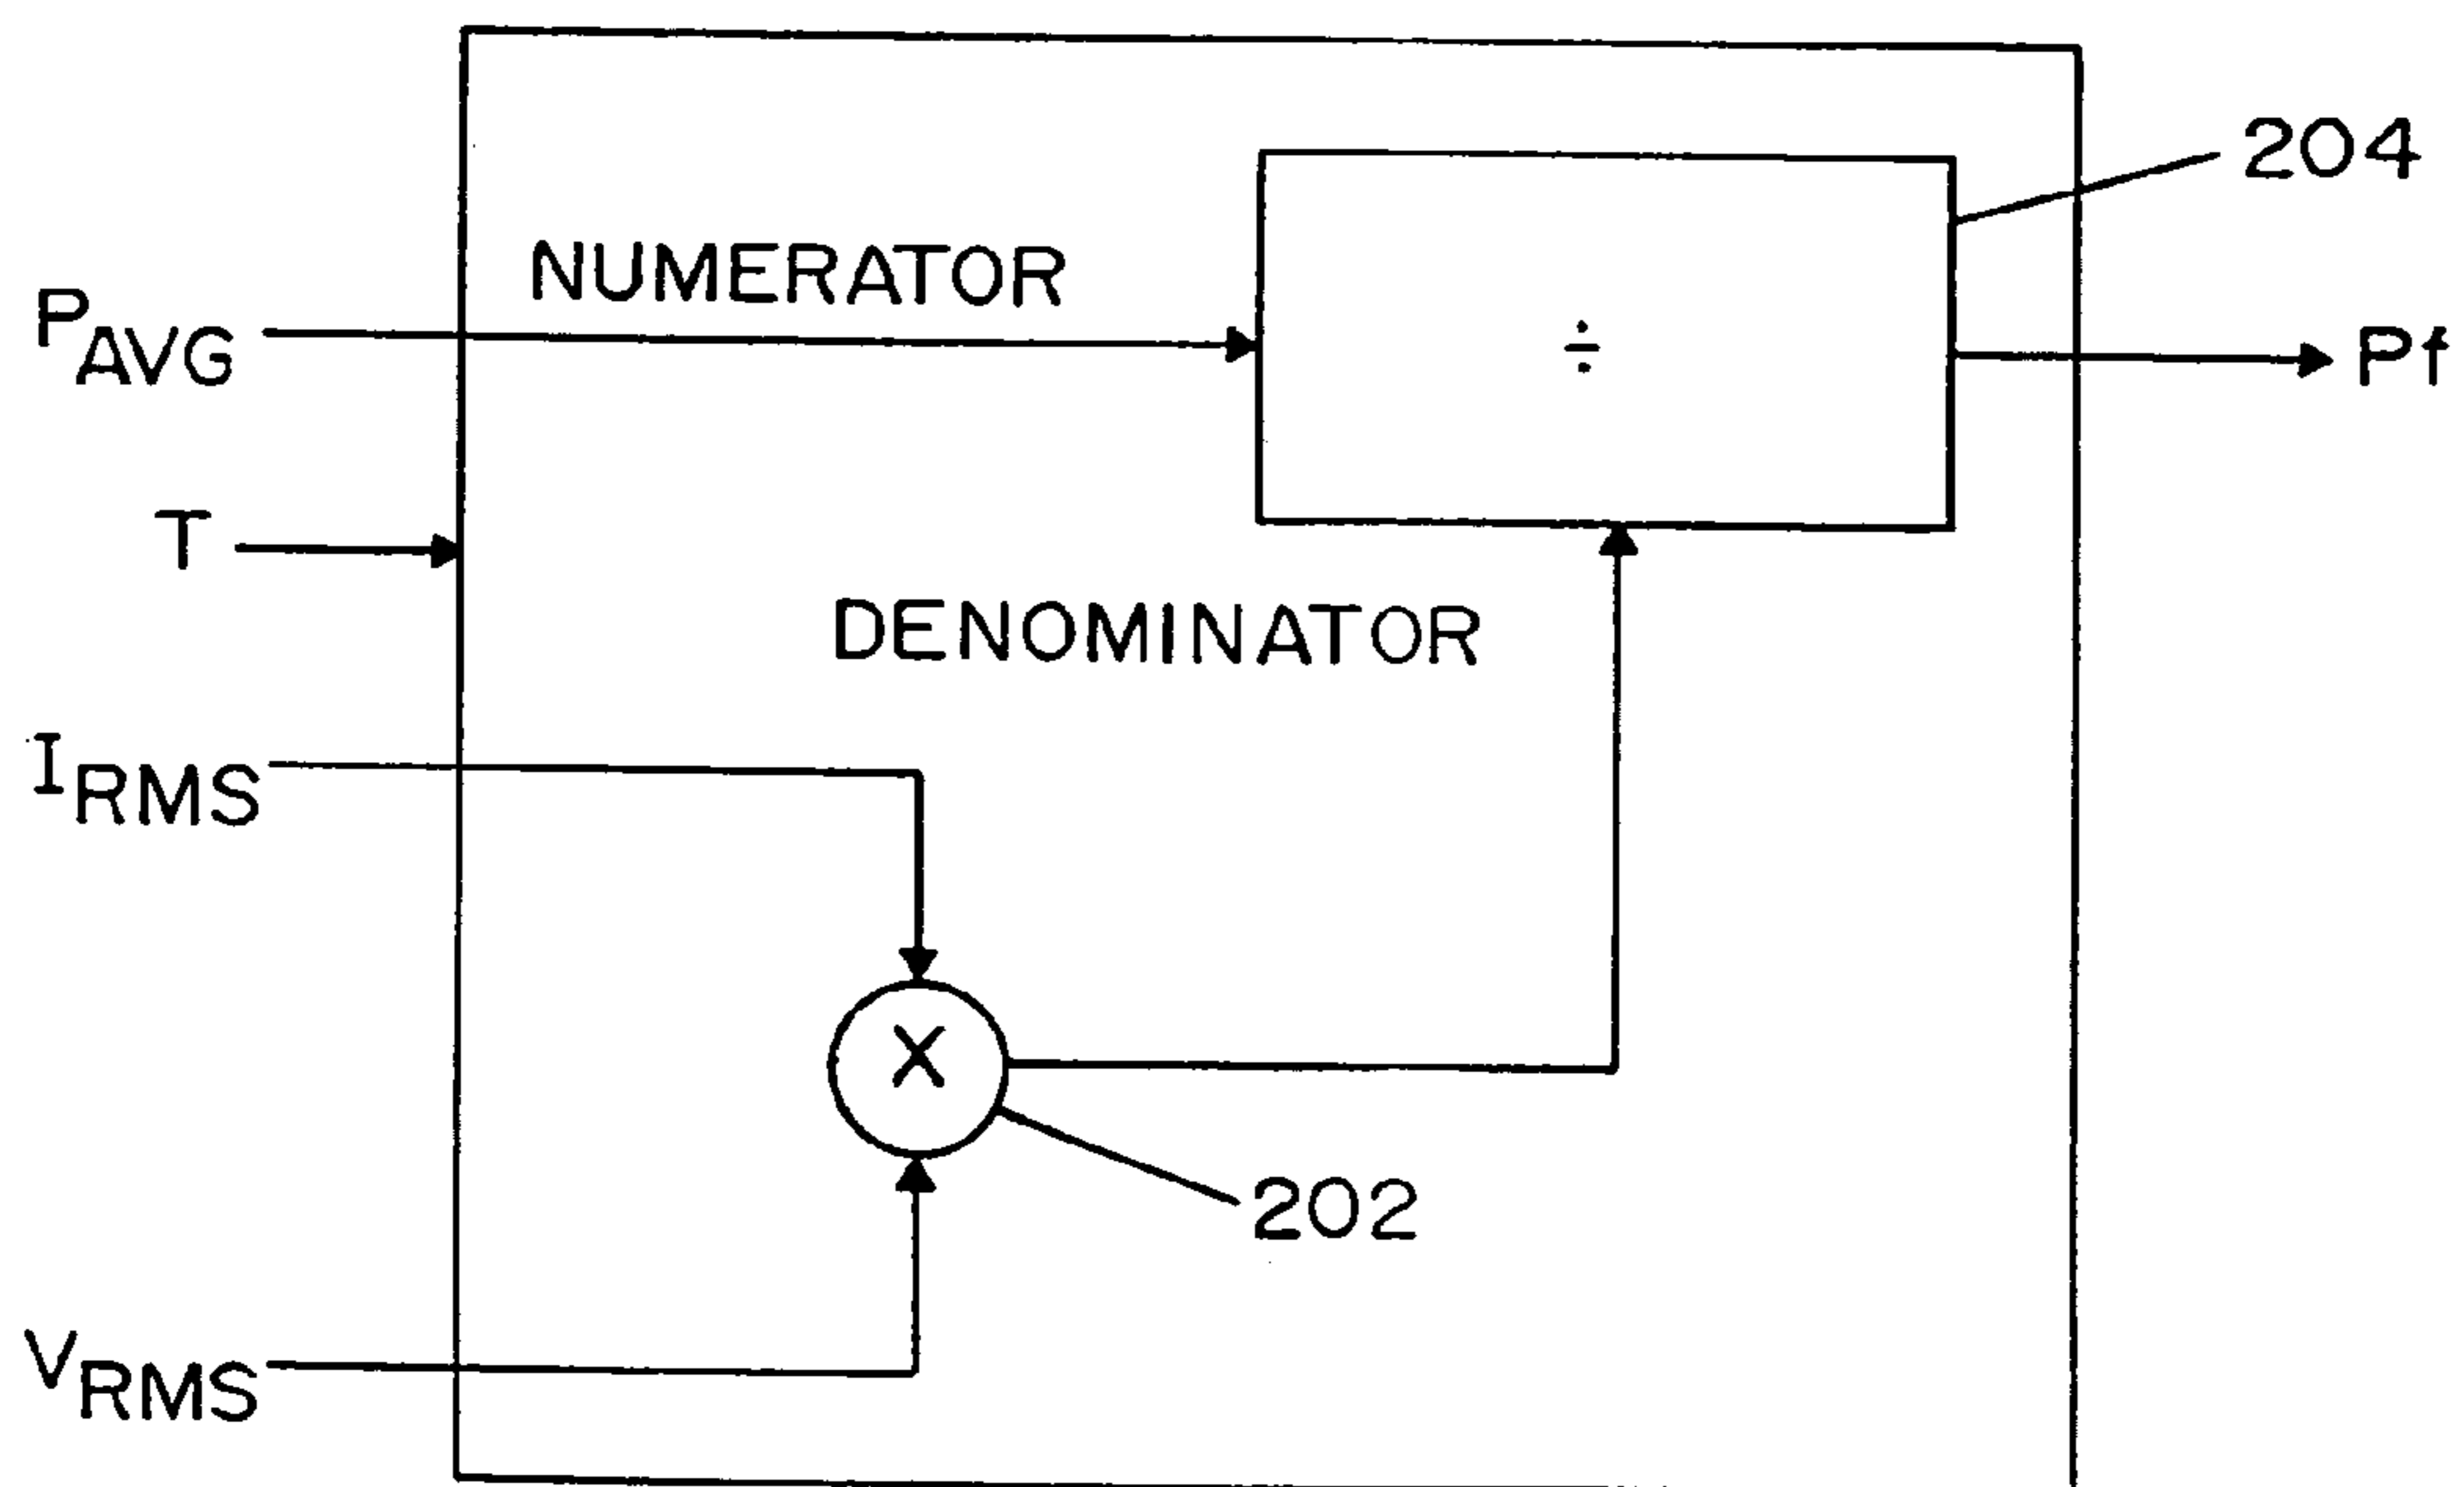 204
NUMERATOR
PAVG
÷
Pf
T
DENOMINATOR
IRMS
X
202
VRMS